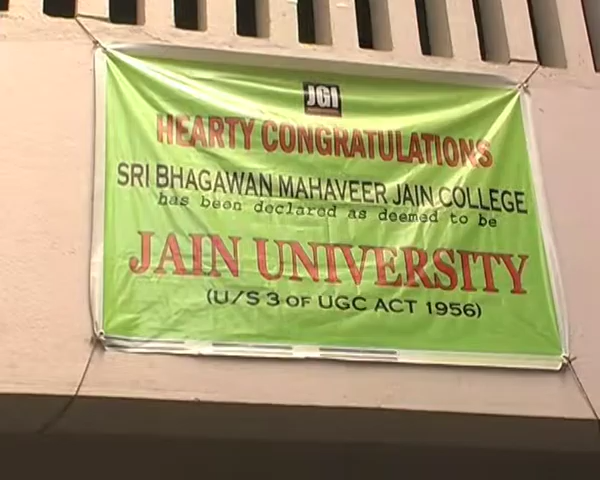 JGI
HEARTY CONGRATULATIONS
SRI BHAGAWAN MAHAVEER JAIN COLLEGE
has been declared as deemed to be
JAIN UNIVERSITY
(U/S 3 OF UGC ACT 1956)